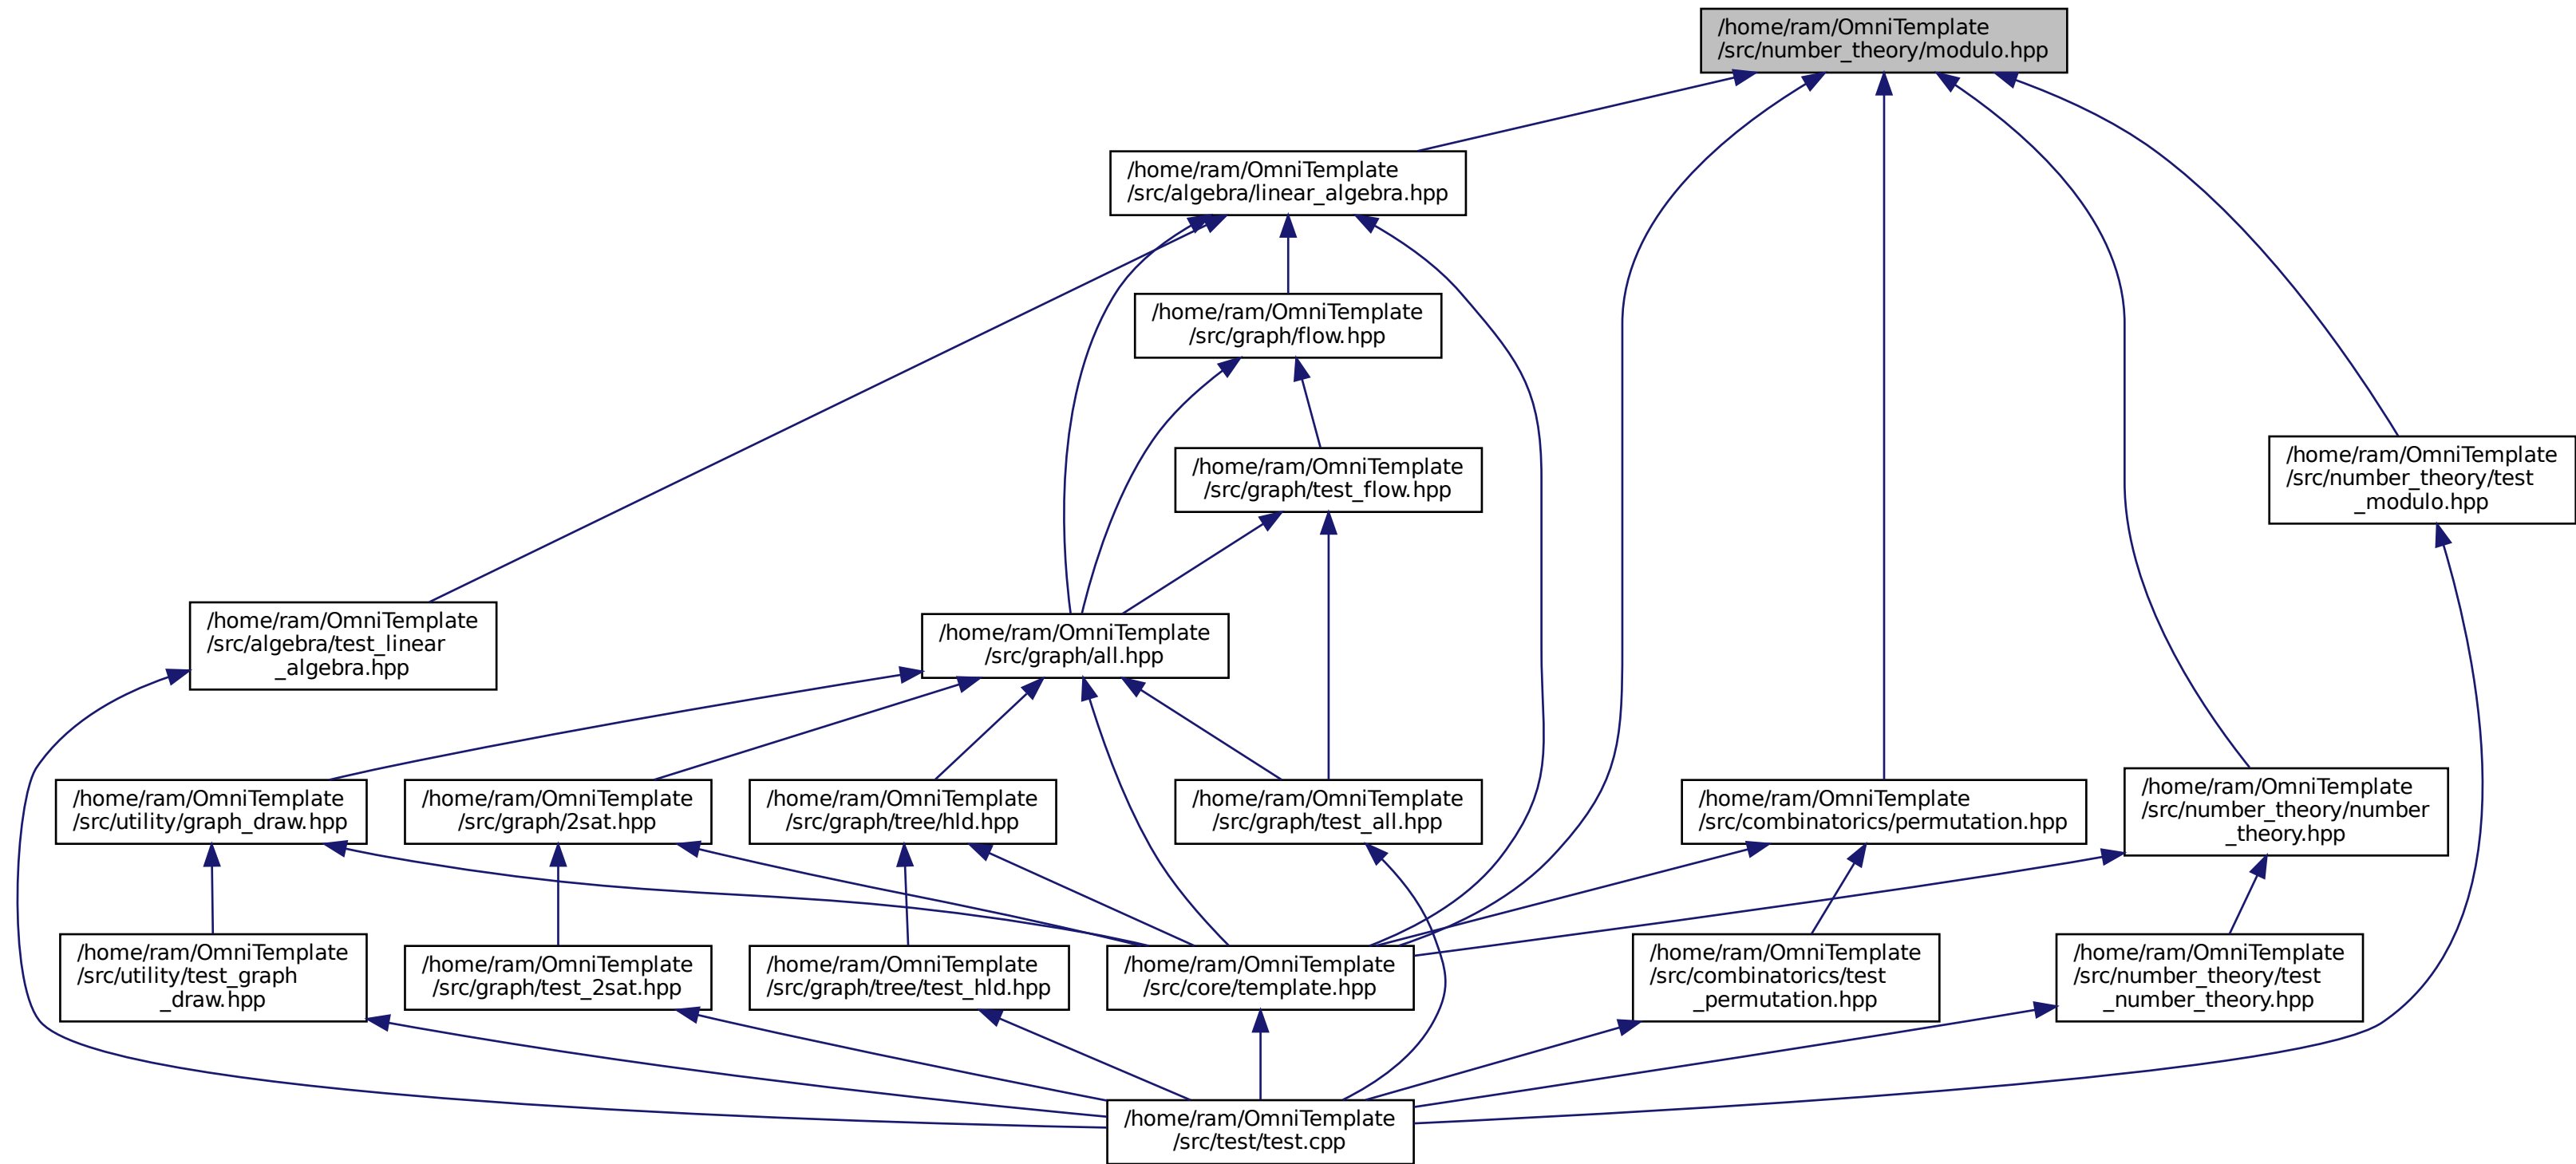 /home/ram/OmniTemplate
/src/number_theory/modulo.hpp
/home/ram/OmniTemplate
/src/algebra/linear_algebra.hpp
/home/ram/OmniTemplate
/src/graph/flow.hpp
/home/ram/OmniTemplate
/src/graph/test_flow.hpp
/home/ram/OmniTemplate
/src/number_theory/test
_modulo.hpp
/home/ram/OmniTemplate
/src/algebra/test_linear
_algebra.hpp
/home/ram/OmniTemplate
/src/graph/all.hpp
/home/ram/OmniTemplate
/src/utility/graph_draw.hpp
/home/ram/OmniTemplate
/src/graph/2sat.hpp
/home/ram/OmniTemplate
/src/graph/tree/hld.hpp
/home/ram/OmniTemplate
/src/graph/test_all.hpp
/home/ram/OmniTemplate
/src/combinatorics/permutation.hpp
/home/ram/OmniTemplate
/src/number_theory/number
_theory.hpp
/home/ram/OmniTemplate
/src/utility/test_graph
_draw.hpp
/home/ram/OmniTemplate
/src/graph/test_2sat.hpp
/home/ram/OmniTemplate
/src/graph/tree/test_hld.hpp
/home/ram/OmniTemplate
/src/core/template.hpp
/home/ram/OmniTemplate
/src/combinatorics/test
_permutation.hpp
/home/ram/OmniTemplate
/src/number_theory/test
_number_theory.hpp
/home/ram/OmniTemplate
/src/test/test.cpp